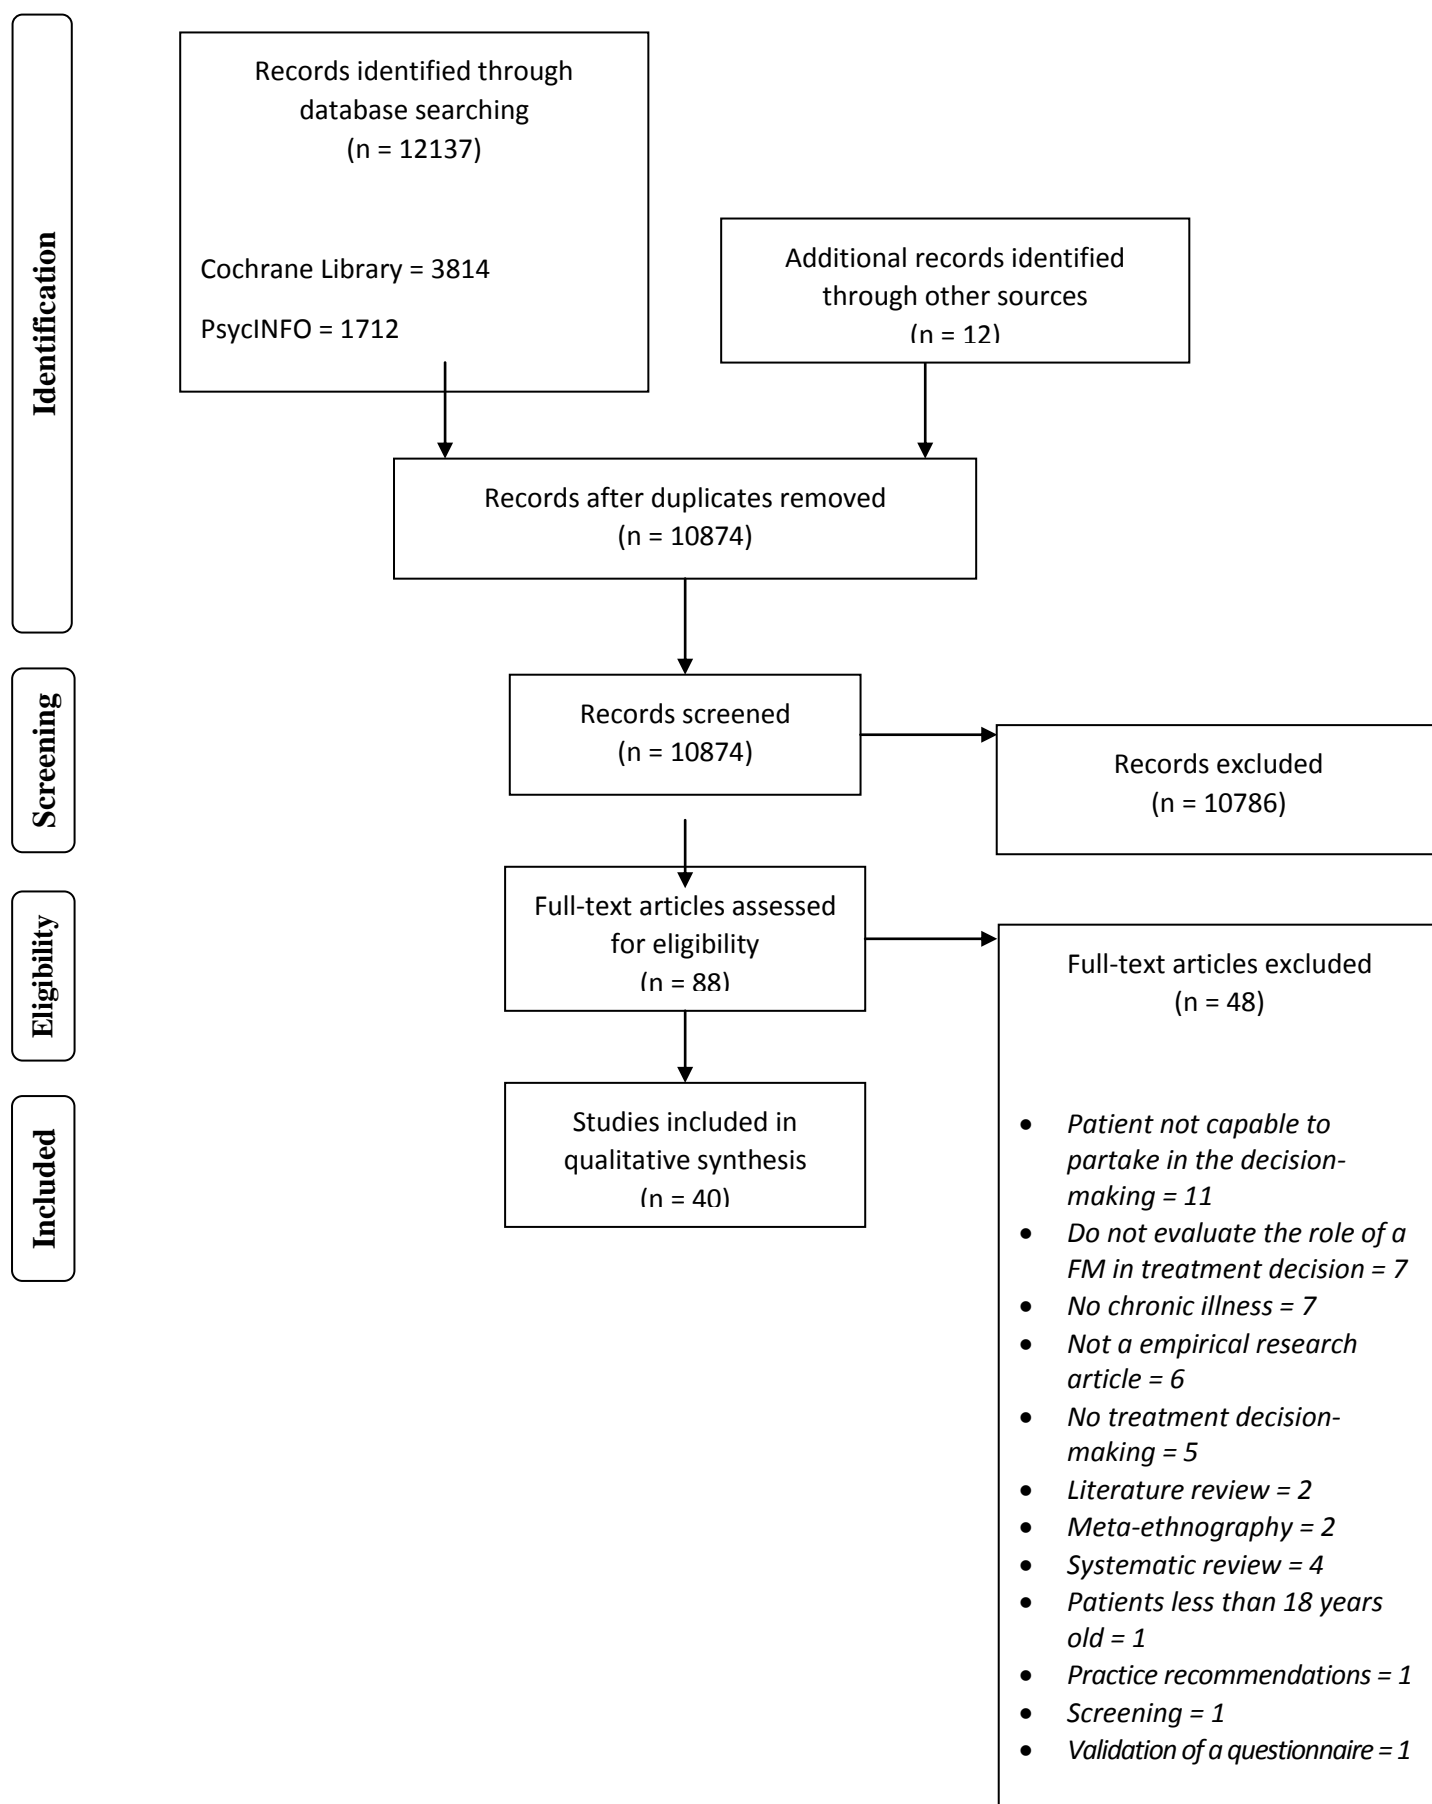 Identification
Records identified through
database searching
(n = 12137)
Cochrane Library = 3814
PsycINFO = 1712
Additional records identified
through other sources
(n = 12)
Records after duplicates removed
(n = 10874)
Screening
Records screened
(n = 10874)
Records excluded
(n = 10786)
Eligibility
Full-text articles assessed
for eligibility
(n = 88)
Full-text articles excluded
(n = 48)
• Patient not capable to
partake in the decision-
making = 11
• Do not evaluate the role of a
FM in treatment decision = 7
• No chronic illness = 7
• Not a empirical research
article = 6
• No treatment decision-
making = 5
• Literature review = 2
• Meta-ethnography = 2
• Systematic review = 4
• Patients less than 18 years
old = 1
• Practice recommendations = 1
• Screening = 1
• Validation of a questionnaire = 1
Included
Studies included in
qualitative synthesis
(n = 40)